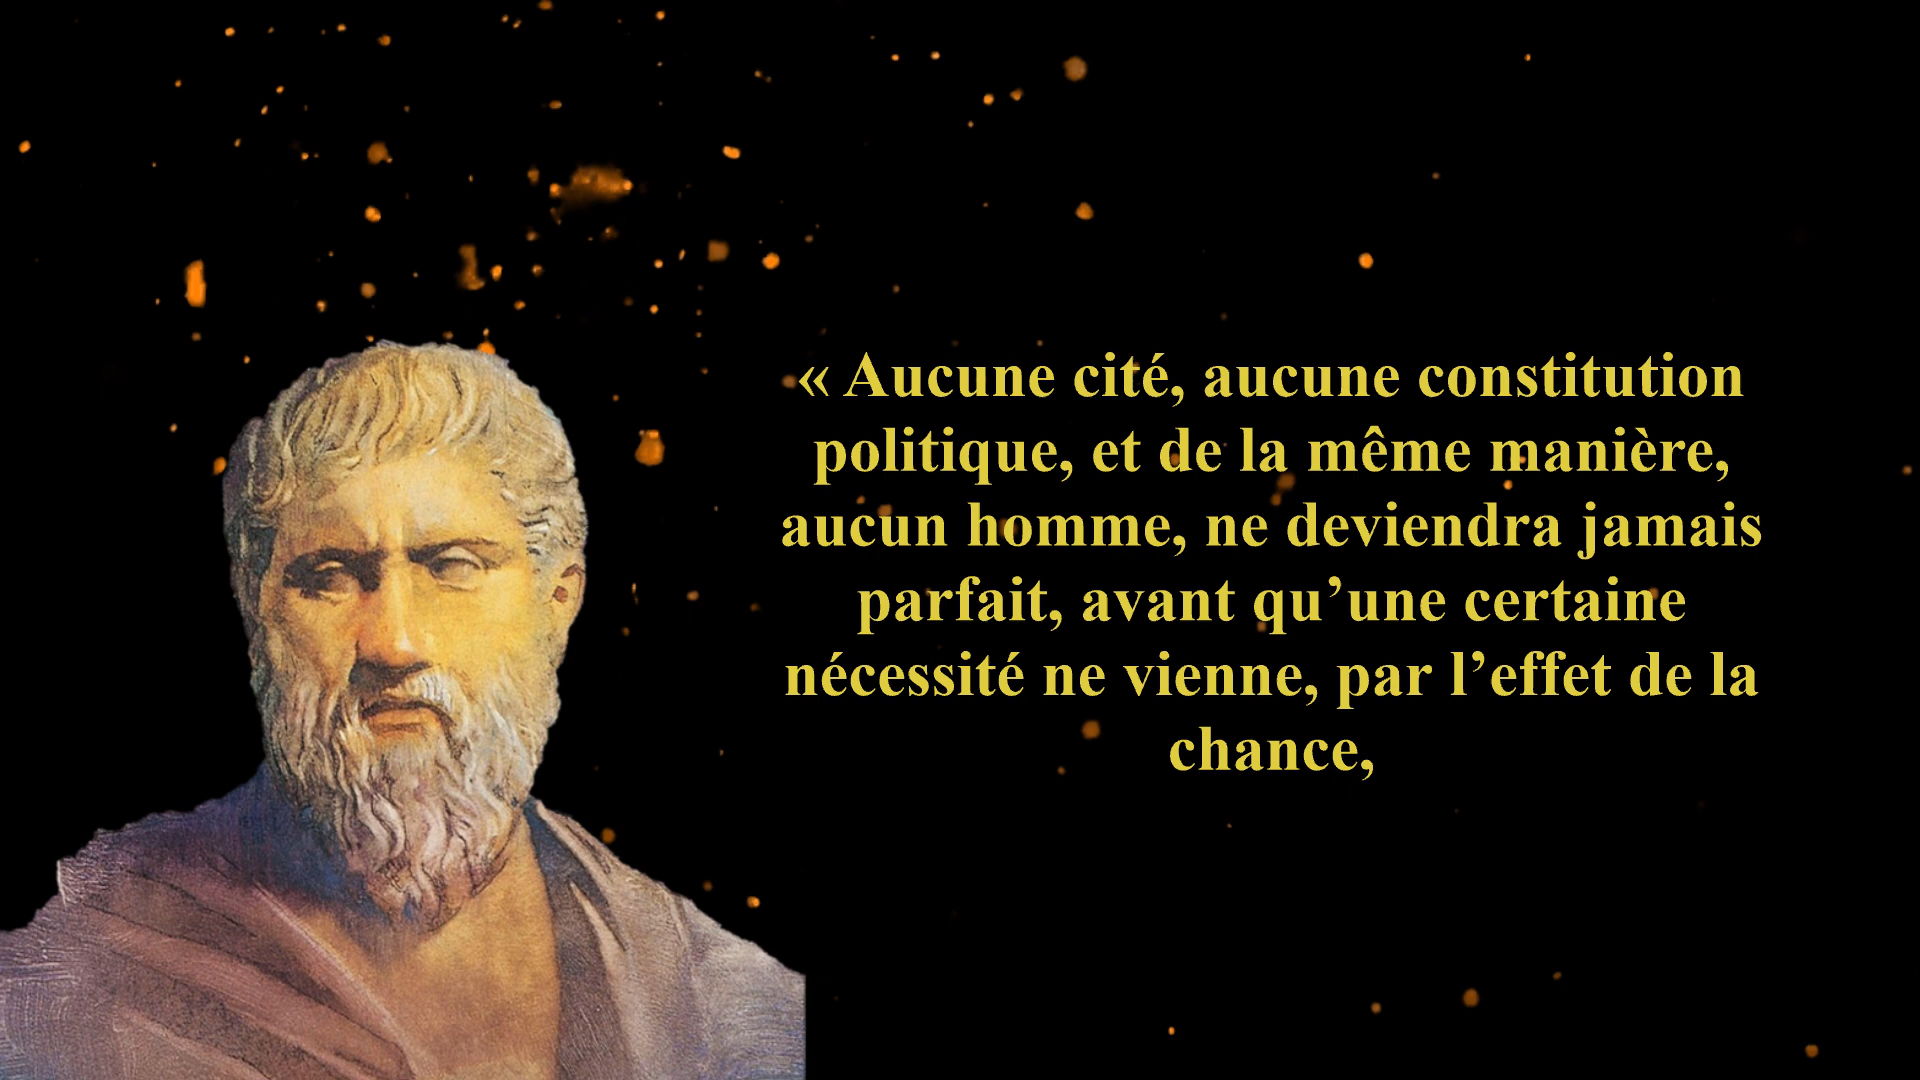 « Aucune cité, aucune constitution
politique, et de la même manière,
aucun homme, ne deviendra jamais
parfait, avant qu’une certaine
nécessité ne vienne, par l’effet de la
chance,